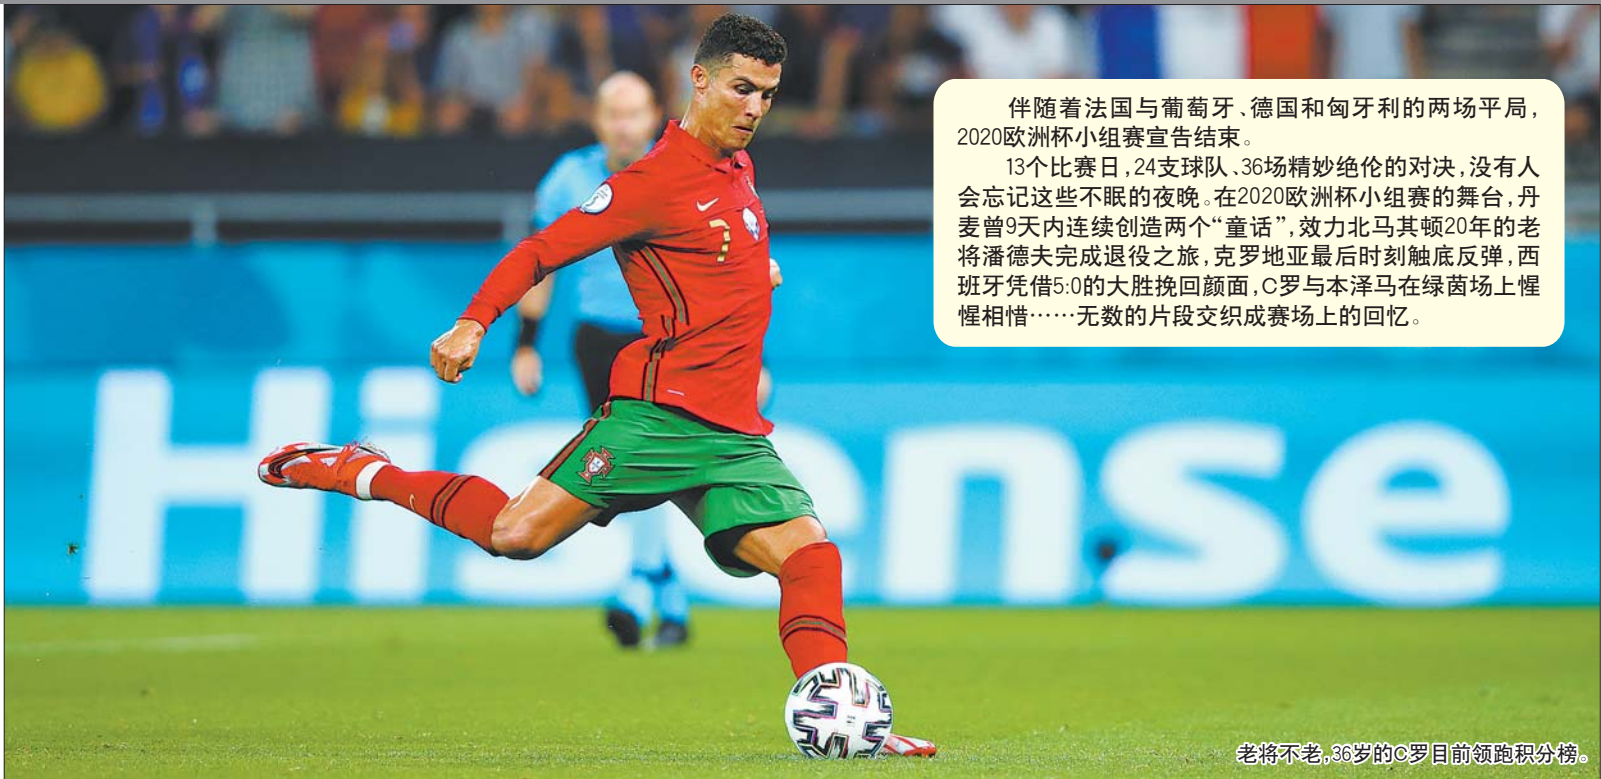 伴随着法国与葡萄牙、德国和匈牙利的两场平局，
2020欧洲杯小组赛宣告结束。
13个比赛日，24支球队、36场精妙绝伦的对决，没有人
会忘记这些不眠的夜晚。在2020欧洲杯小组赛的舞台，丹
麦曾9天内连续创造两个“童话”，效力北马其顿20年的老
将潘德夫完成退役之旅，克罗地亚最后时刻触底反弹，西
班牙凭借5:0的大胜挽回颜面，C罗与本泽马在绿茵场上惺
惺相惜……无数的片段交织成赛场上的回忆。
7
Hisense
老将不老，36岁的C罗目前领跑积分榜。